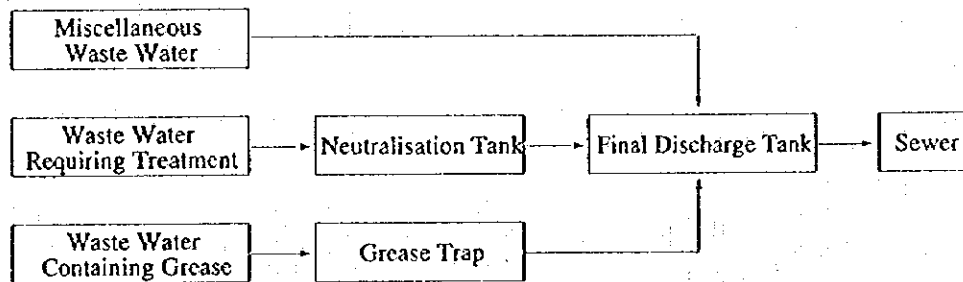 Miscellaneous
Waste Water
Waste Water
Requiring Treatment
Neutralisation Tank
Final Discharge Tank
Sewer
Waste Water
Containing Grease
Grease Trap